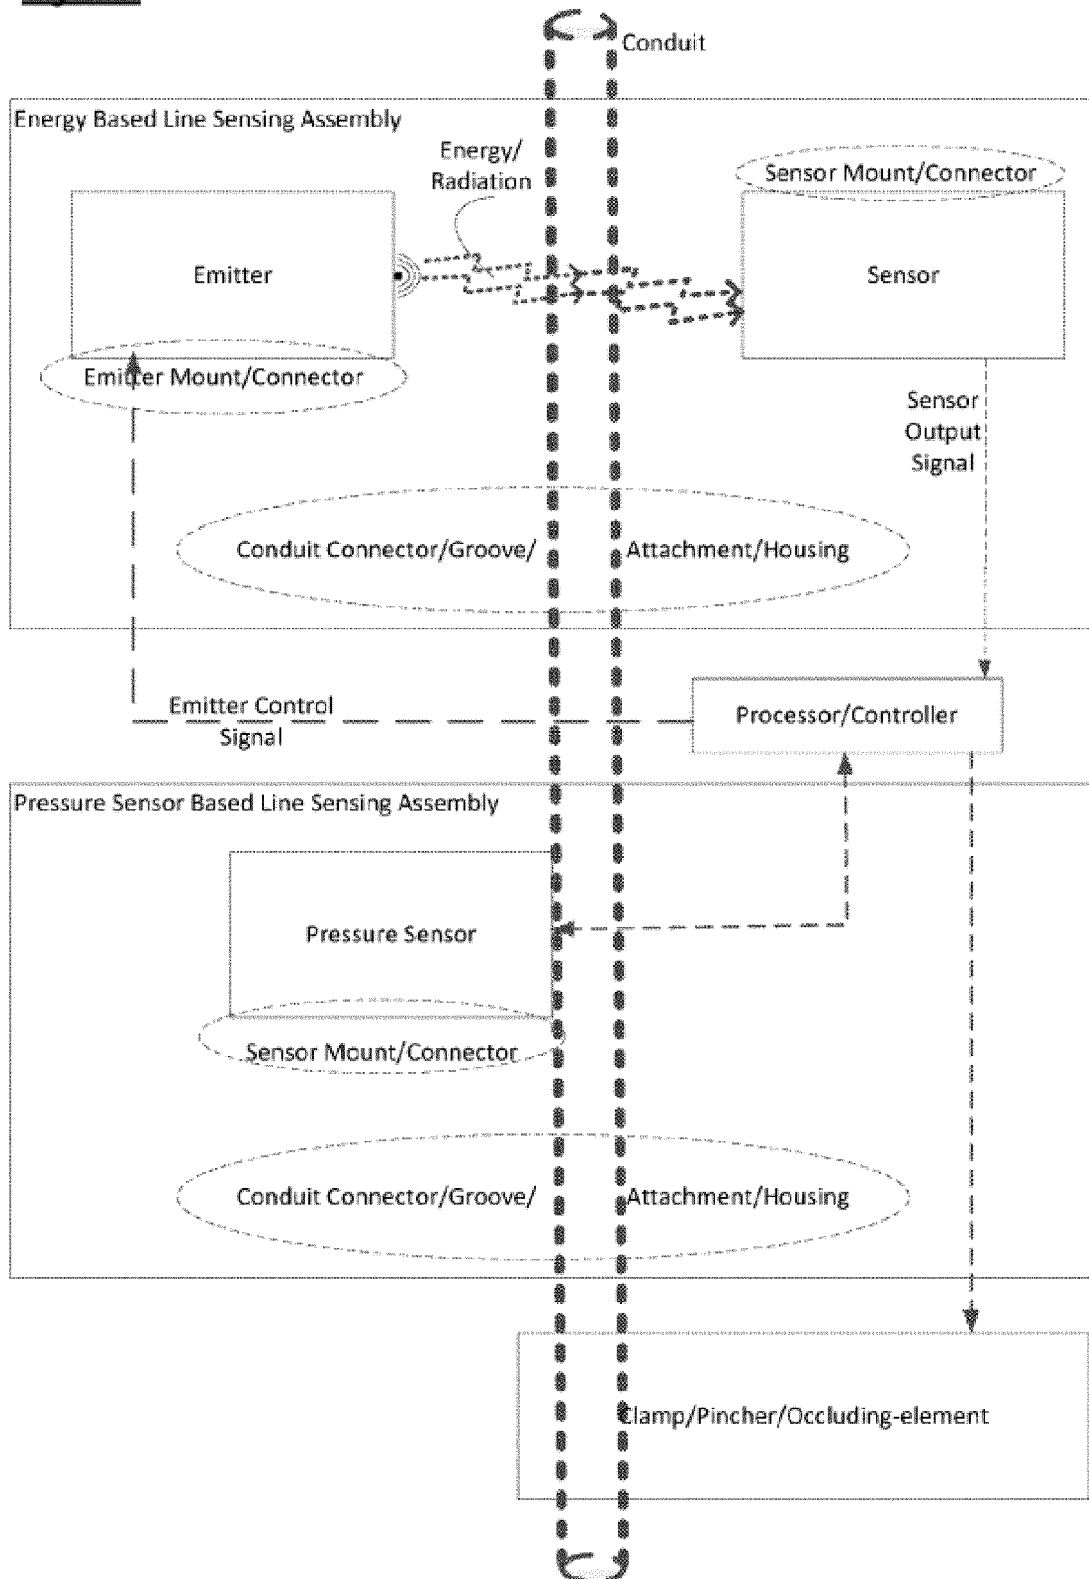 Conduit
Energy Based Line Sensing Assembly
Energy/
Radiation
Sensor Mount/Connector
Emitter
Sensor
Emitter Mount/Connector
Sensor
Output
Signal
Conduit Connector/Groove/ Attachment/Housing
Emitter Control
Signal
Processor/Controller
Pressure Sensor Based Line Sensing Assembly
Pressure Sensor
Sensor Mount/Connector
Conduit Connector/Groove/ Attachment/Housing
Clamp/Pincher/Occluding-element